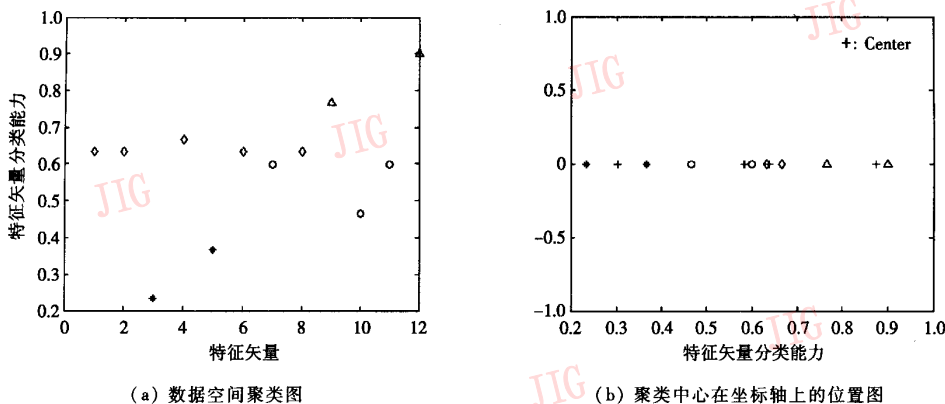 1.0
0.9
0.8
0.7
0.6
0.5
0.4
0.3
0.2
特征矢量分类能力
0 2 4 6 8 10 12
特征矢量
(a) 数据空间聚类图
1.0
0.5
0
-0.5
-1.0
+: Center
0.2 0.3 0.4 0.5 0.6 0.7 0.8 0.9 1.0
特征矢量分类能力
(b) 聚类中心在坐标轴上的位置图
JIG
JIG
JIG
JIG
JIG
JIG